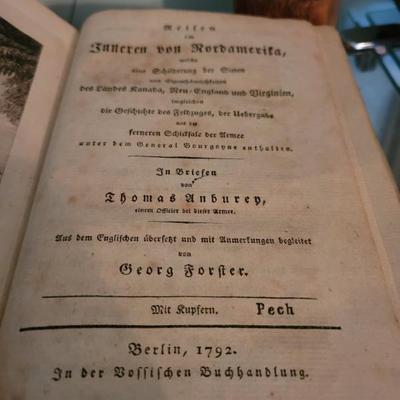 Reisen
im
Inneren von Nordamerika,
welche
eine Schilderung der Sitten
und Eigenthümlichkeiten
des Landes Kanada, Neu-England und Virginien,
imgleichen
die Geschichte des Feldzuges, der Uebergabe
und der
ferneren Schicksale der Armee
unter dem General Bourgoyne enthalten.
In Briefen
von
Thomas Anburey,
einem Officier bei dieser Armee.
Aus dem Englischen übersetzt und mit Anmerkungen begleitet
von
Georg Forster.
Mit Kupfern. Pech
Berlin, 1792.
In der Vossischen Buchhandlung.